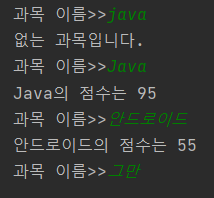 과목 이름>>java
없는 과목입니다.
과목 이름>>Java
Java의 점수는 95
과목 이름>>안드로이드
안드로이드의 점수는 55
과목 이름>>그만